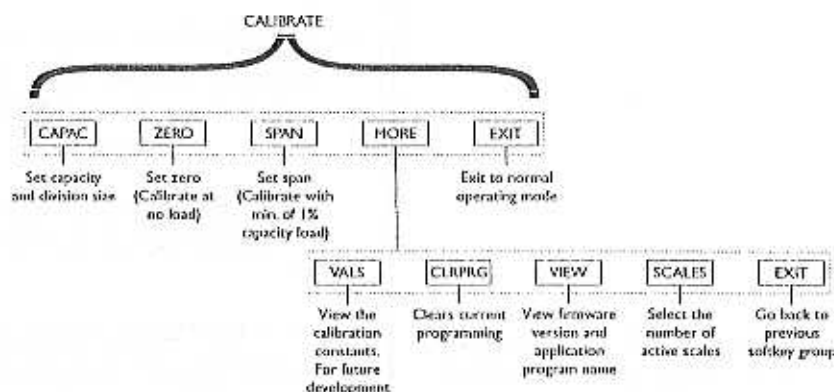 CALIBRATE
CAPAC
ZERO
SPAN
MORE
EXIT
Set capacity
and division size
Set zero
(Calibrate at
no load)
Set span
(Calibrate with
min. of 1%
capacity load)
Exit to normal
operating mode
VALS
CLRPRG
VIEW
SCALES
EXIT
View the
calibration
constants.
For future
development
Clears current
programming
View firmware
version and
application
program name
Select the
number of
active scales
Go back to
previous
softkey group